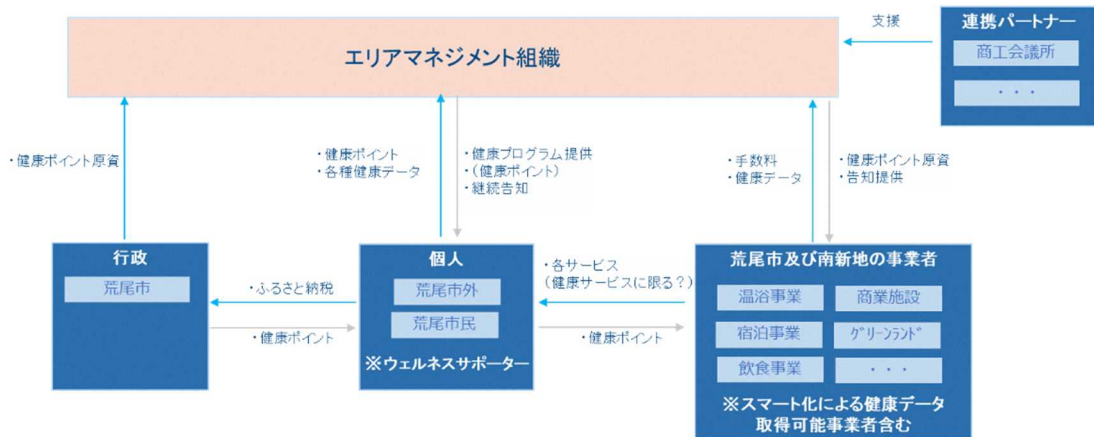 連携パートナー
商工会議所
・・・
支援
エリアマネジメント組織
・健康ポイント原資
・健康ポイント
・各種健康データ
・健康プログラム提供
・(健康ポイント)
・継続告知
・手数料
・健康データ
・健康ポイント原資
・告知提供
行政
荒尾市
・ふるさと納税
・健康ポイント
個人
荒尾市外
荒尾市民
※ウェルネスサポーター
・各サービス
(健康サービスに限る?)
・健康ポイント
荒尾市及び南新地の事業者
温浴事業
商業施設
宿泊事業
グリーンランド
飲食事業
・・・
※スマート化による健康データ
取得可能事業者含む